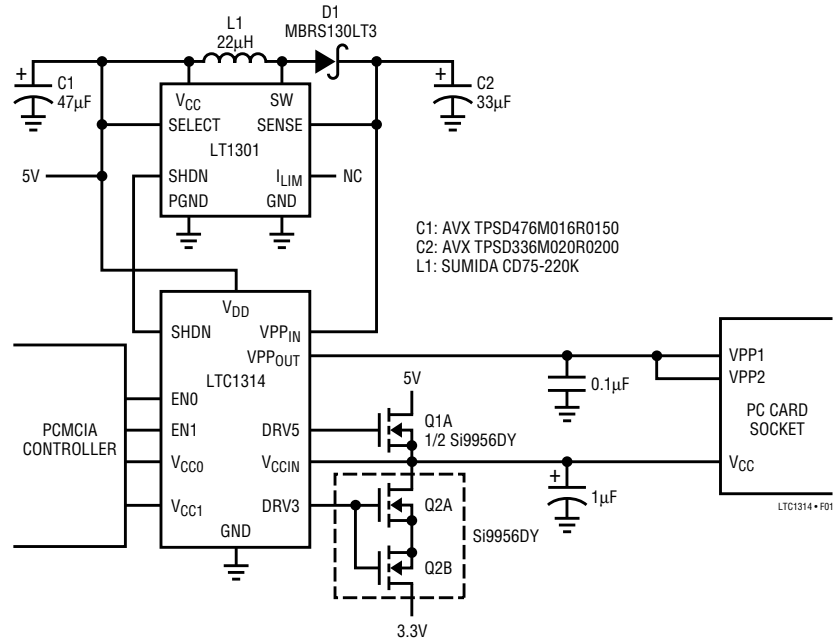 L1
22µH
D1
MBRS130LT3
+
C1
47µF
+
C2
33µF
VCC
SW
SELECT
SENSE
LT1301
5V
SHDN
ILIM
NC
PGND
GND
C1: AVX TPSD476M016R0150
C2: AVX TPSD336M020R0200
L1: SUMIDA CD75-220K
VDD
SHDN
VPPIN
VPPOUT
LTC1314
EN0
EN1
DRV5
VCC0
VCCIN
VCC1
DRV3
GND
PCMCIA
CONTROLLER
5V
Q1A
1/2 Si9956DY
0.1µF
+
1µF
Q2A
Q2B
Si9956DY
3.3V
VPP1
VPP2
PC CARD
SOCKET
VCC
LTC1314 • F01